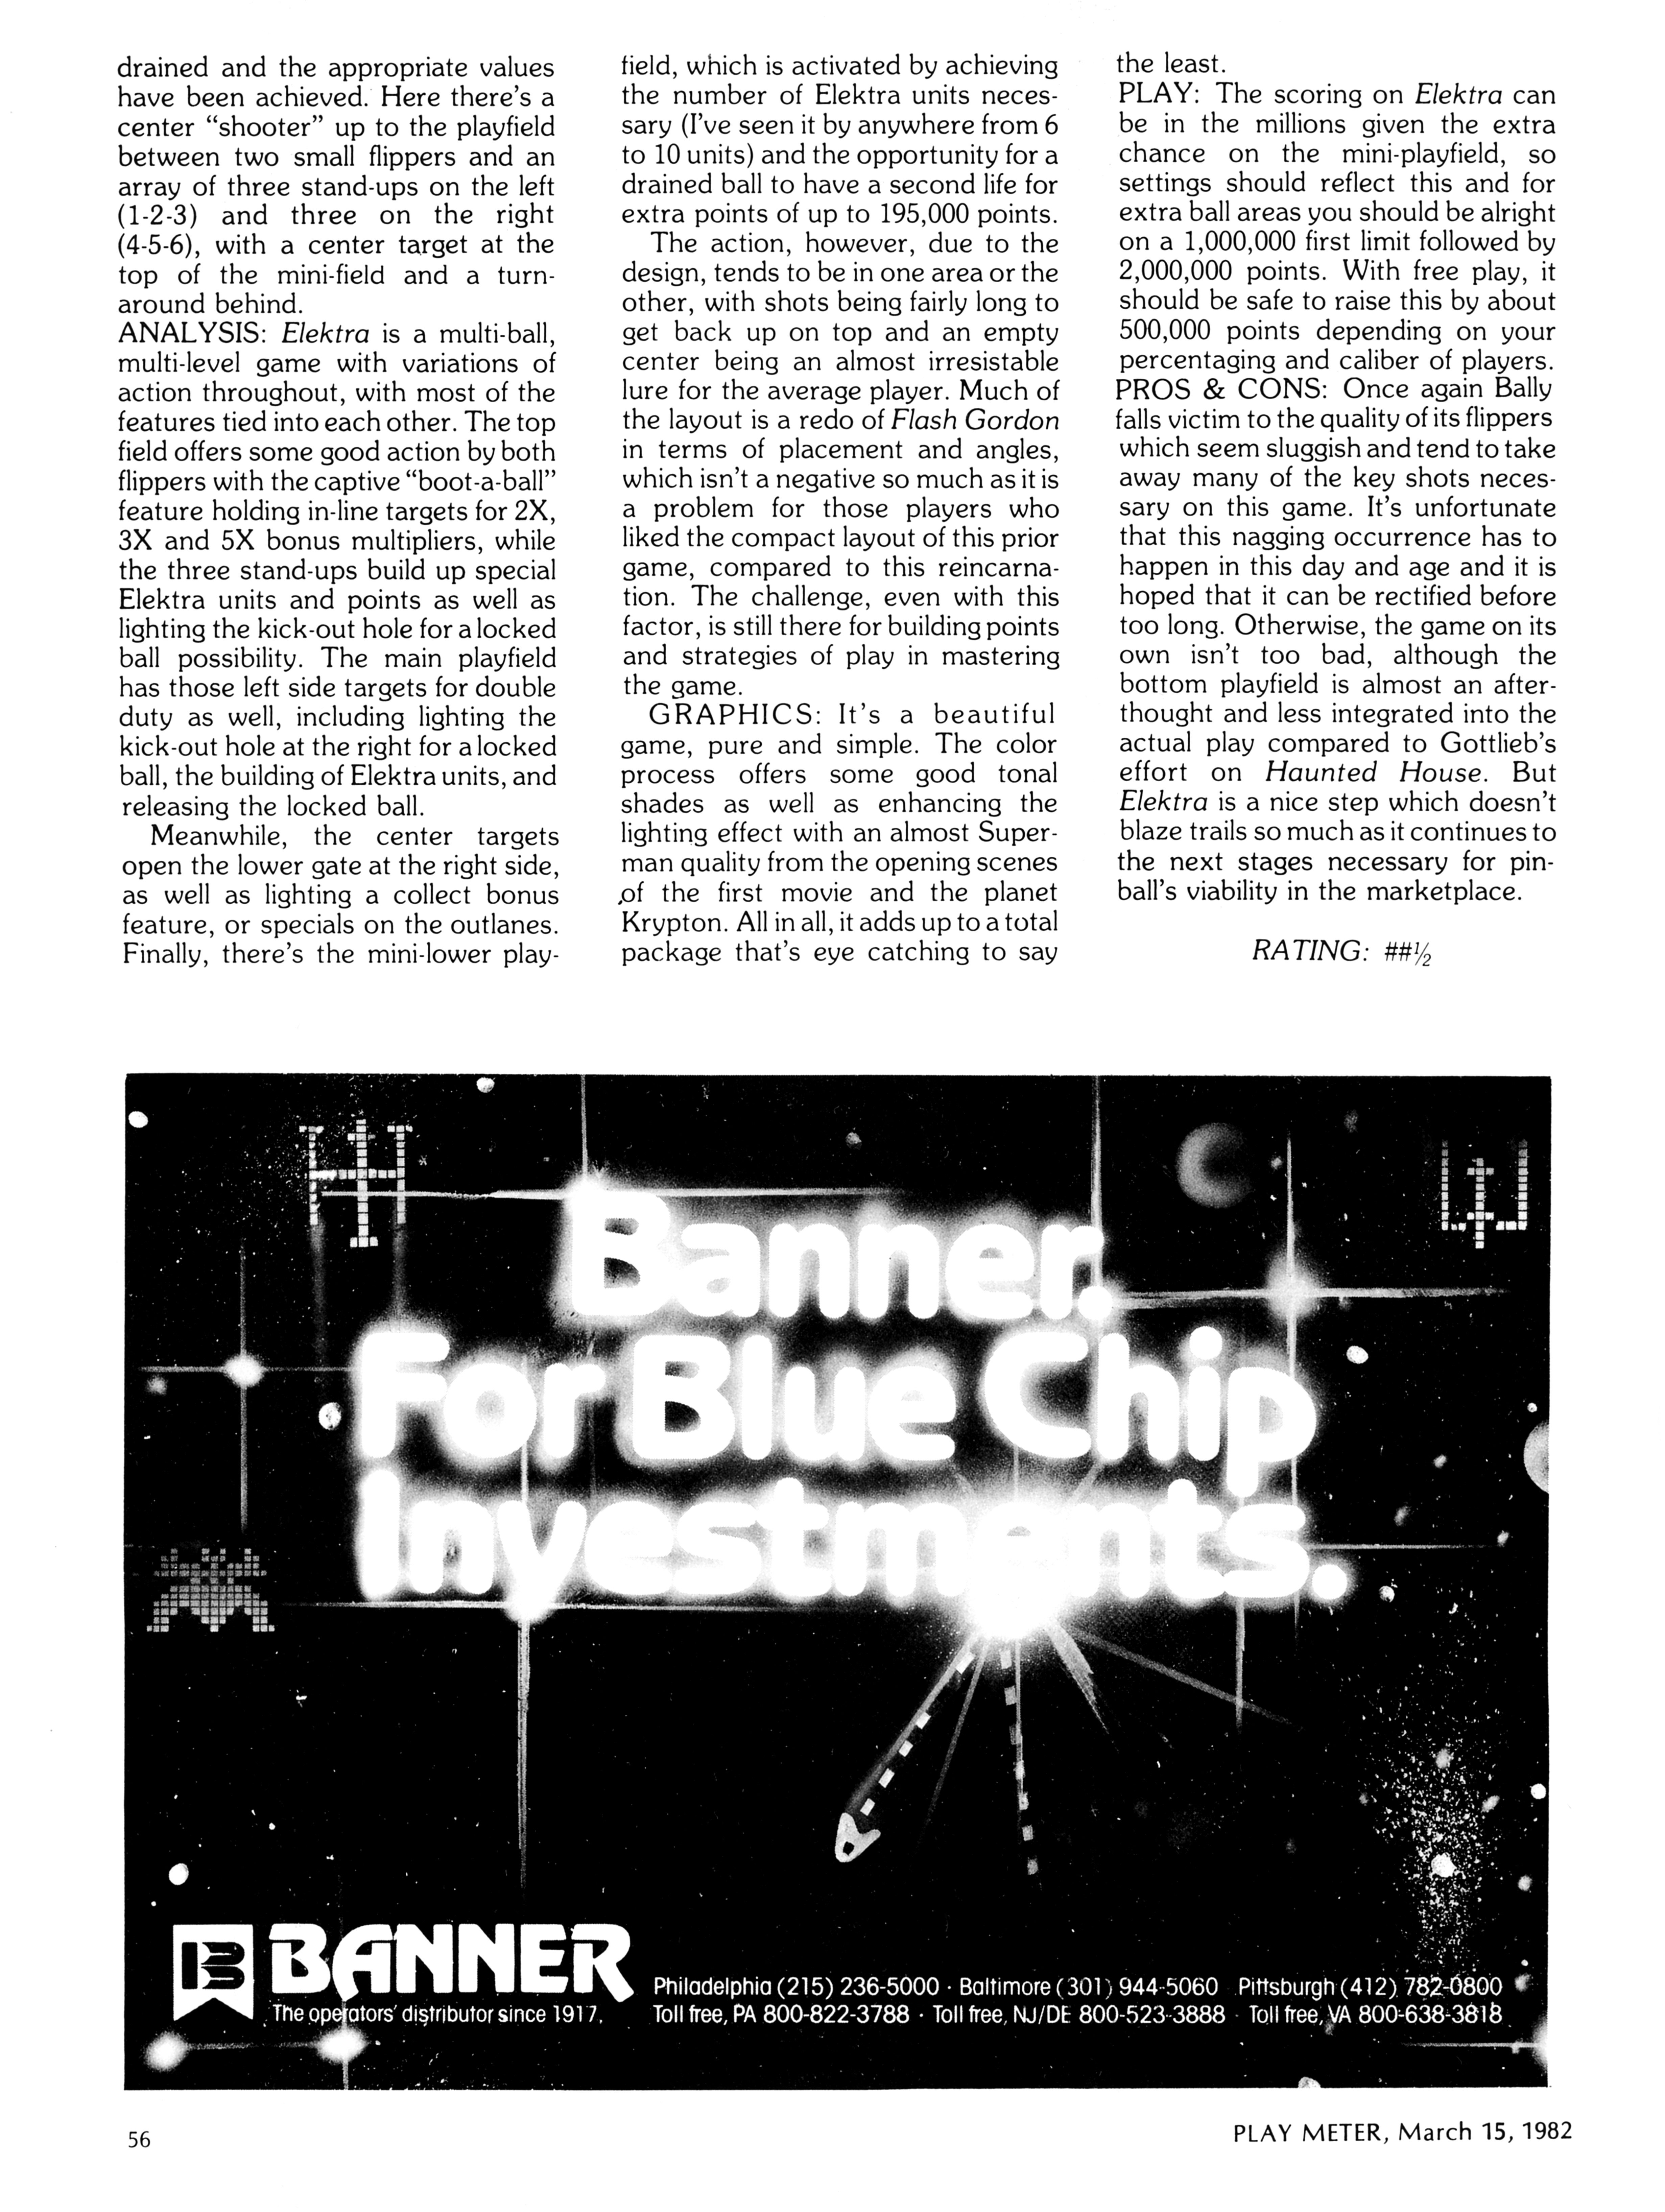 drained and the appropriate values
have been achieved. Here there's a
center "shooter" up to the playfield
between two small flippers and an
array of three stand-ups on the left
(1-2-3) and three on the right
(4-5-6), with a center target at the
top of the mini-field and a turn-
around behind.
ANALYSIS: Elektra is a multi-ball,
multi-level game with variations of
action throughout, with most of the
features tied into each other. The top
field offers some good action by both
flippers with the captive "boot-a-ball"
feature holding in-line targets for 2X,
3X and 5X bonus multipliers, while
the three stand-ups build up special
Elektra units and points as well as
lighting the kick-out hole for a locked
ball possibility. The main playfield
has those left side targets for double
duty as well, including lighting the
kick-out hole at the right for a locked
ball, the building of Elektra units, and
releasing the locked ball.
Meanwhile, the center targets
open the lower gate at the right side,
as well as lighting a collect bonus
feature, or specials on the outlanes.
Finally, there's the mini-lower play-
field, which is activated by achieving
the number of Elektra units neces-
sary (I've seen it by anywhere from 6
to 10 units) and the opportunity for a
drained ball to have a second life for
extra points of up to 195,000 points.
The action, however, due to the
design, tends to be in one area or the
other, with shots being fairly long to
get back up on top and an empty
center being an almost irresistable
lure for the average player. Much of
the layout is a redo of Flash Gordon
in terms of placement and angles,
which isn't a negative so much as it is
a problem for those players who
liked the compact layout of this prior
game, compared to this reincarna-
tion. The challenge, even with this
factor, is still there for building points
and strategies of play in mastering
the game.
GRAPHICS: It's a beautiful
game, pure and simple. The color
process offers some good tonal
shades as well as enhancing the
lighting effect with an almost Super-
man quality from the opening scenes
of the first movie and the planet
Krypton. All in all, it adds up to a total
package that's eye catching to say
the least.
PLAY: The scoring on Elektra can
be in the millions given the extra
chance on the mini-playfield, so
settings should reflect this and for
extra ball areas you should be alright
on a 1,000,000 first limit followed by
2,000,000 points. With free play, it
should be safe to raise this by about
500,000 points depending on your
percentaging and caliber of players.
PROS & CONS: Once again Bally
falls victim to the quality of its flippers
which seem sluggish and tend to take
away many of the key shots neces-
sary on this game. It's unfortunate
that this nagging occurrence has to
happen in this day and age and it is
hoped that it can be rectified before
too long. Otherwise, the game on its
own isn't too bad, although the
bottom playfield is almost an after-
thought and less integrated into the
actual play compared to Gottlieb's
effort on Haunted House. But
Elektra is a nice step which doesn't
blaze trails so much as it continues to
the next stages necessary for pin-
ball's viability in the marketplace.
RATING: ##½
Banner.
For Blue Chip
Investments.
BANNER
The operators' distributor since 1917.
Philadelphia (215) 236-5000 · Baltimore (301) 944-5060 Pittsburgh (412) 782-0800
Toll free, PA 800-822-3788 · Toll free, NJ/DE 800-523-3888 · Toll free, VA 800-638-3818
56
PLAY METER, March 15, 1982